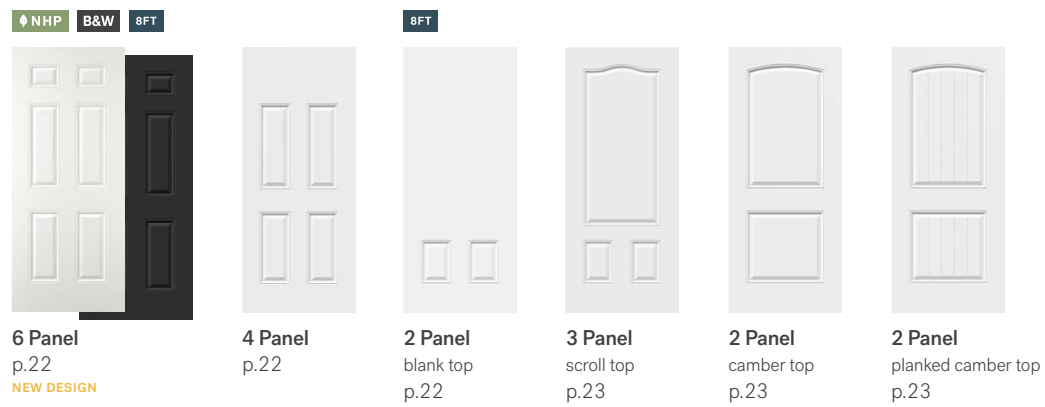 NHP B&W 8FT
8FT
6 Panel
p.22
NEW DESIGN
4 Panel
p.22
2 Panel
blank top
p.22
3 Panel
scroll top
p.23
2 Panel
camber top
p.23
2 Panel
planked camber top
p.23